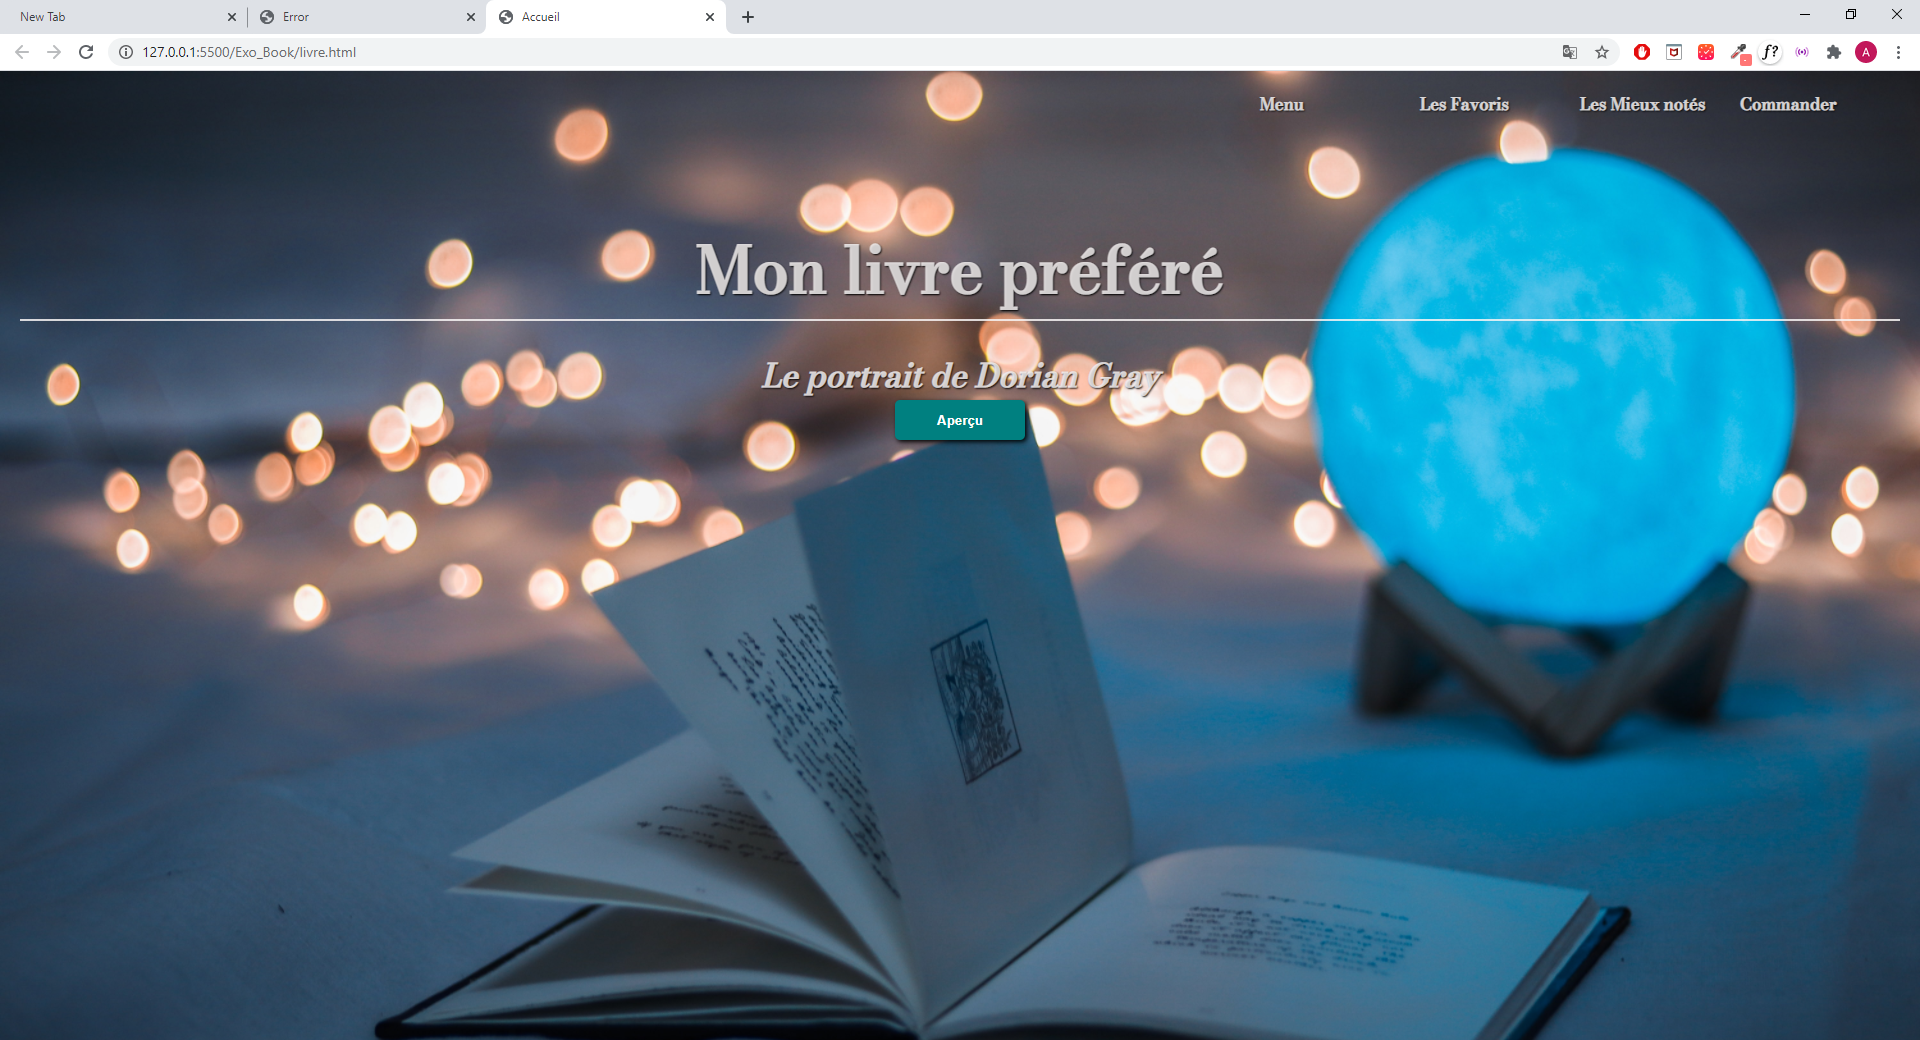 New Tab
Error
Accueil
127.0.0.1:5500/Exo_Book/livre.html
f?
A
Menu Les Favoris Les Mieux notés Commander
Mon livre préféré
Le portrait de Dorian Gray
Aperçu